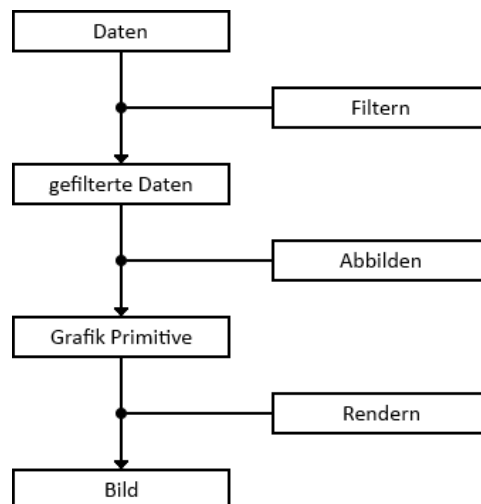 Daten
Filtern
gefilterte Daten
Abbilden
Grafik Primitive
Rendern
Bild